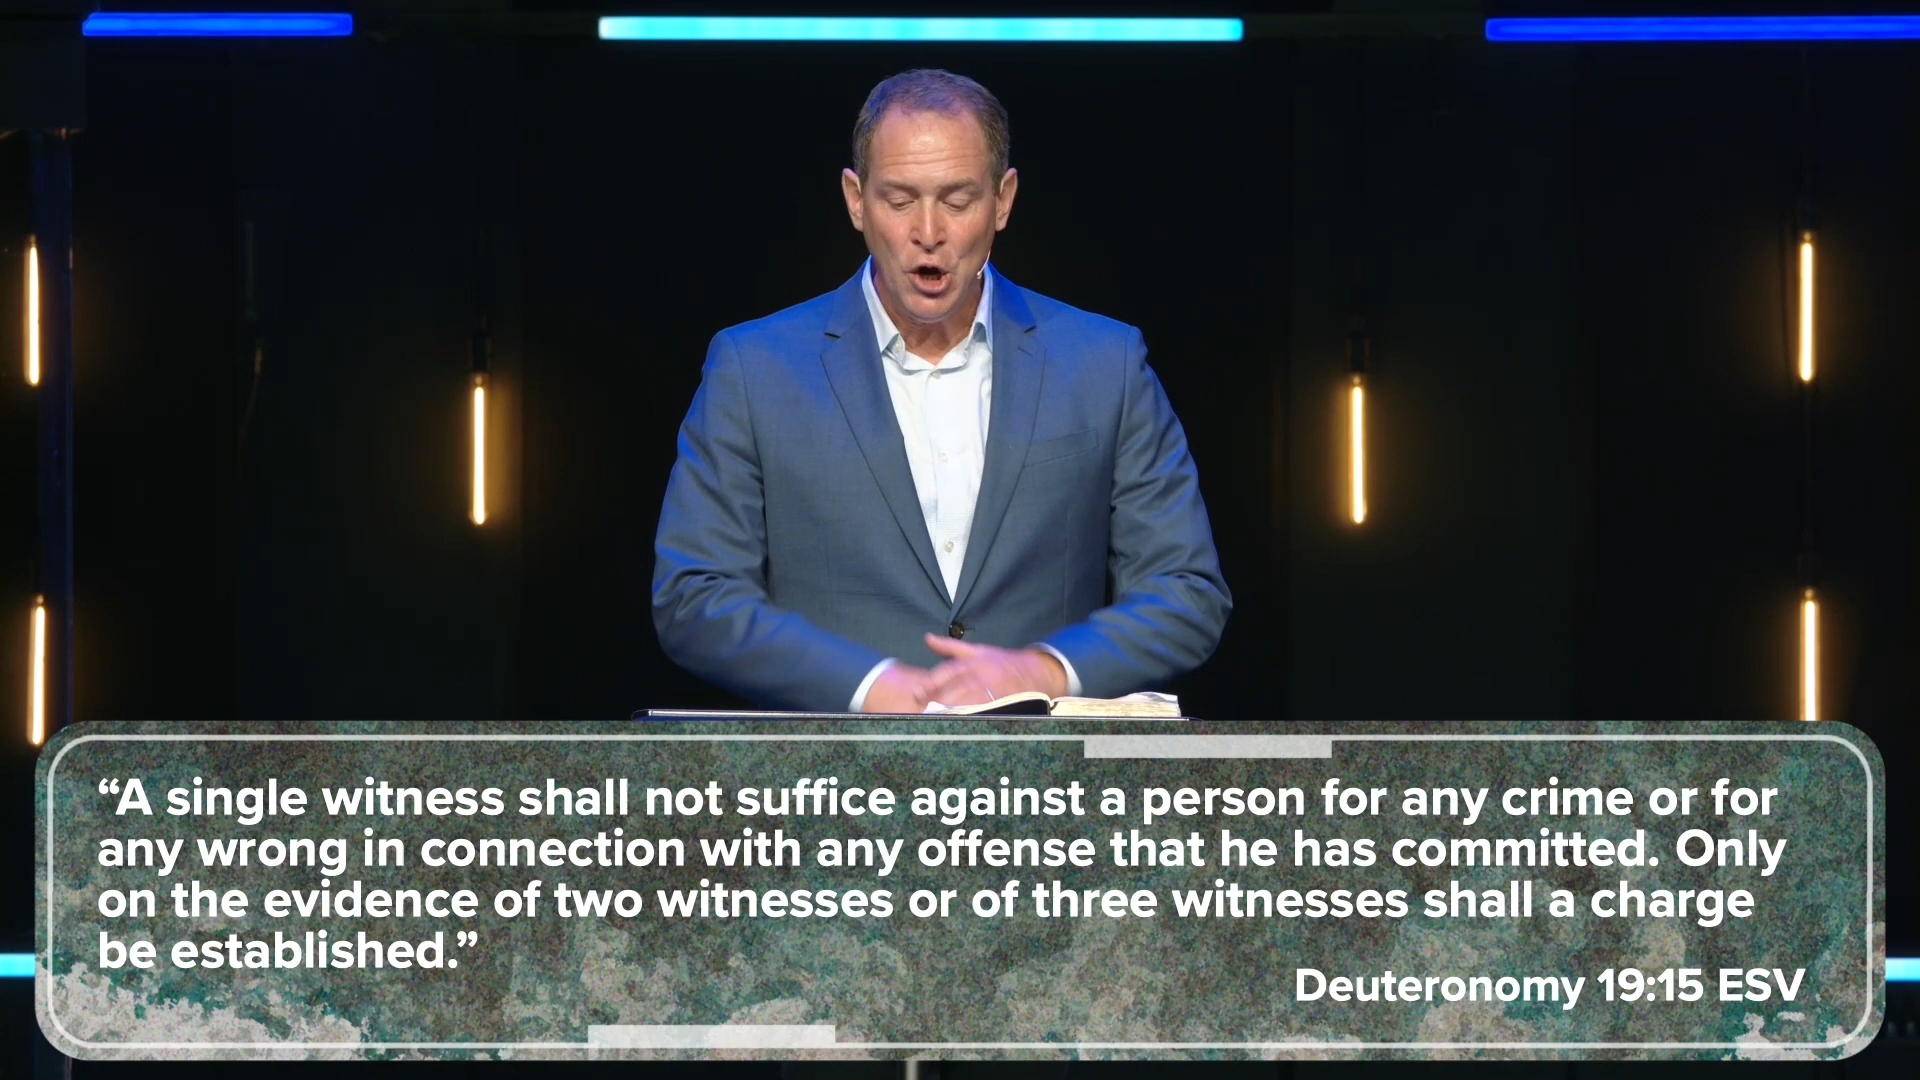 “A single witness shall not suffice against a person for any crime or for
any wrong in connection with any offense that he has committed. Only
on the evidence of two witnesses or of three witnesses shall a charge
be established.”
Deuteronomy 19:15 ESV